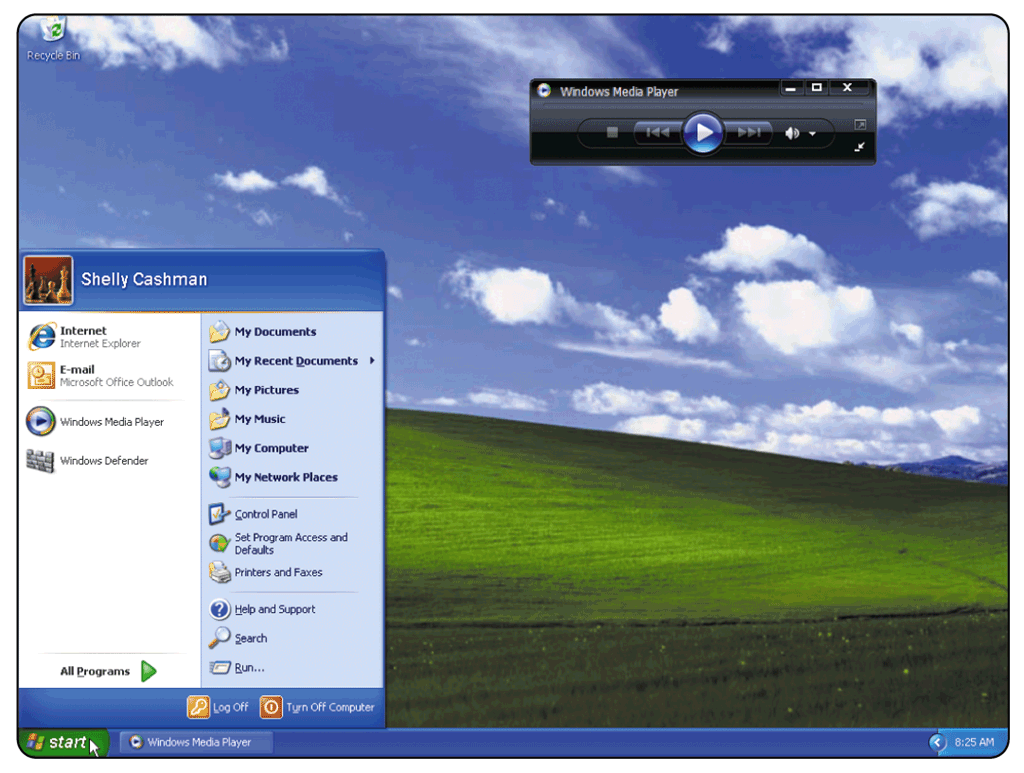 Recycle Bin
Windows Media Player
Shelly Cashman
Internet
Internet Explorer
E-mail
Microsoft Office Outlook
Windows Media Player
Windows Defender
All Programs
My Documents
My Recent Documents
My Pictures
My Music
My Computer
My Network Places
Control Panel
Set Program Access and
Defaults
Printers and Faxes
Help and Support
Search
Run...
Log Off
Turn Off Computer
start
Windows Media Player
8:25 AM